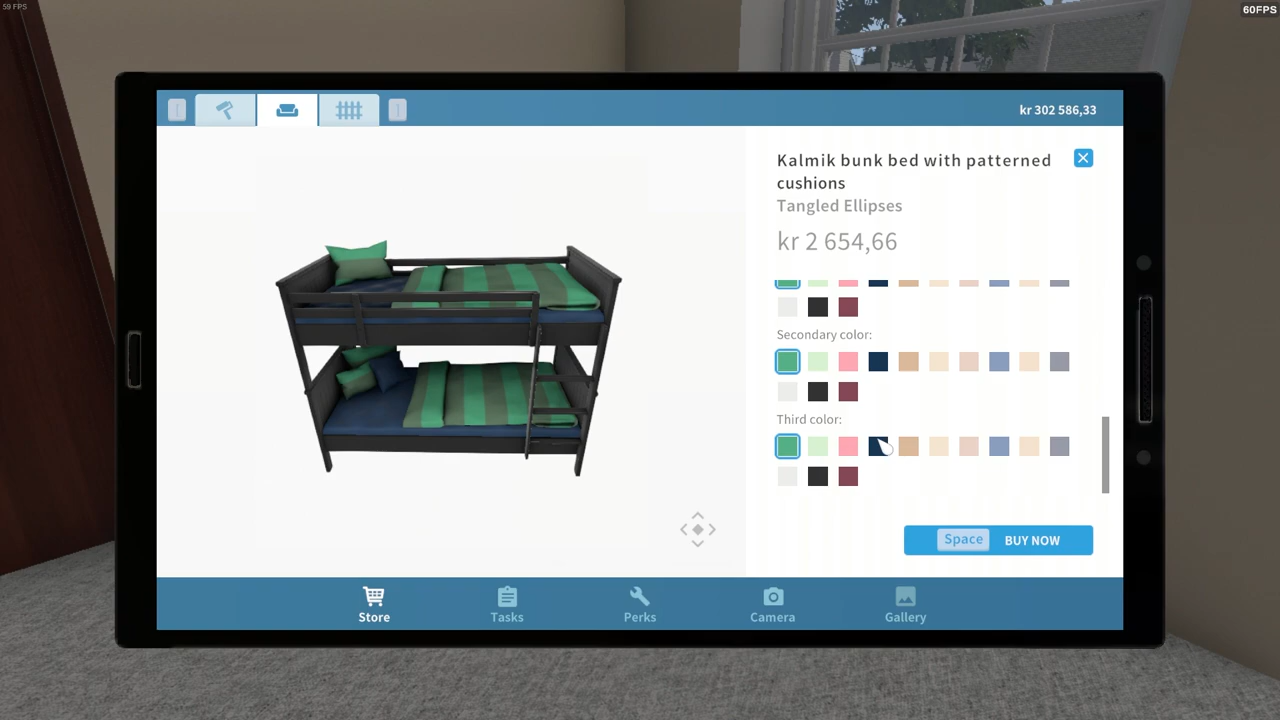 59 FPS
60FPS
kr 302 586,33
Kalmik bunk bed with patterned
cushions
Tangled Ellipses
kr 2 654,66
Secondary color:
Third color:
Space BUY NOW
Store Tasks Perks Camera Gallery